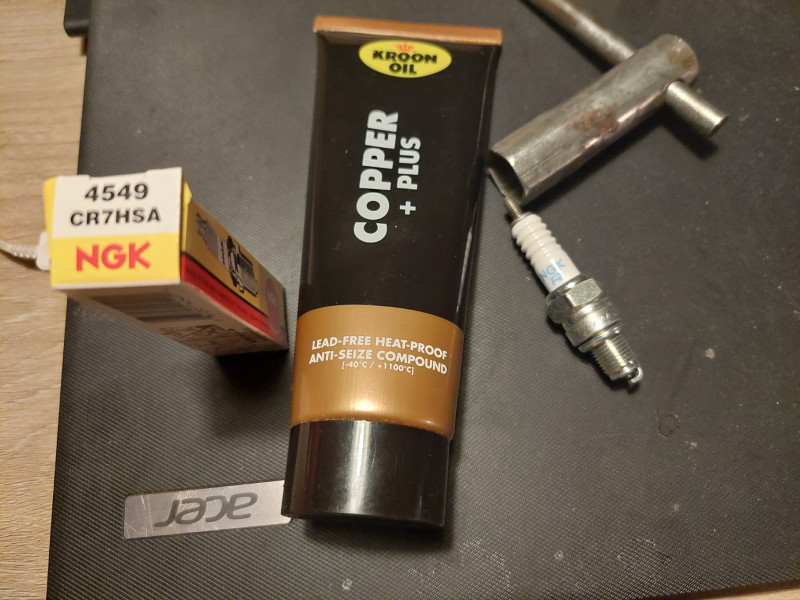 4549
CR7HSA
NGK
KROON
OIL
COPPER
+ PLUS
LEAD-FREE HEAT-PROOF
ANTI-SEIZE COMPOUND
[-40°C / +1100°C]
NGK
acer